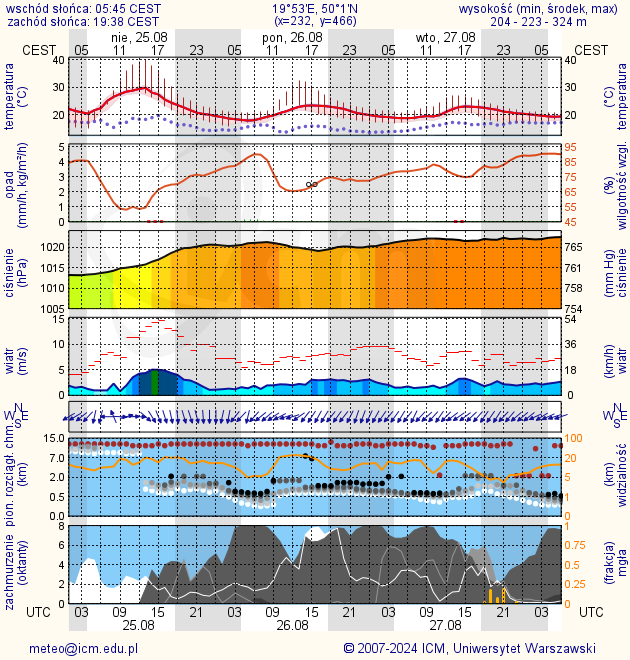 wschód słońca: 05:45 CEST 19°53'E, 50°1'N wysokość (min, środek, max)
zachód słońca: 19:38 CEST (x=232, y=466) 204 - 223 - 324 m
nie, 25.08 pon, 26.08 wto, 27.08
CEST 05 11 17 23 05 11 17 23 05 11 17 23 05 CEST
temperatura (°C)
40 30 20
40 30 20
(°C) temperatura
opad (mm/h, kg/m²/h)
5 4 3 2 1 0
95 85 75 65 55 45
(%) wilgotność wzgl.
ciśnienie (hPa)
1020 1015 1010 1005
765 761 758 754
(mm Hg) ciśnienie
wiatr (m/s)
15 10 5 0
54 36 18 0
(km/h) wiatr
N W E S
N W E S
pion. rozciągł. chm. (km)
15.0 7.0 2.0 0.5 0.0
100 20 5 1 0
(km) widzialność
zachmurzenie (oktanty)
8 6 4 2 0
1 0.75 0.5 0.25 0
(frakcja) mgła
UTC 03 09 15 21 03 09 15 21 03 09 15 21 03 UTC
25.08 26.08 27.08
meteo@icm.edu.pl © 2007-2024 ICM, Uniwersytet Warszawski